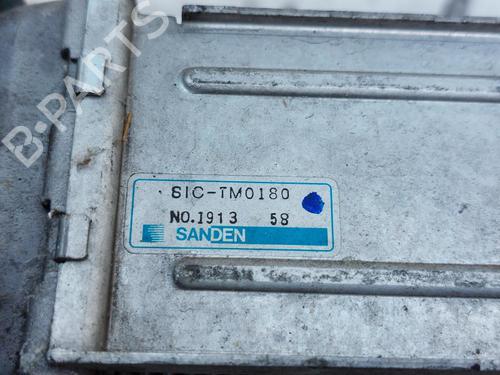 B-PARTS
SIC-TM0180
NO.1913 58
SANDEN